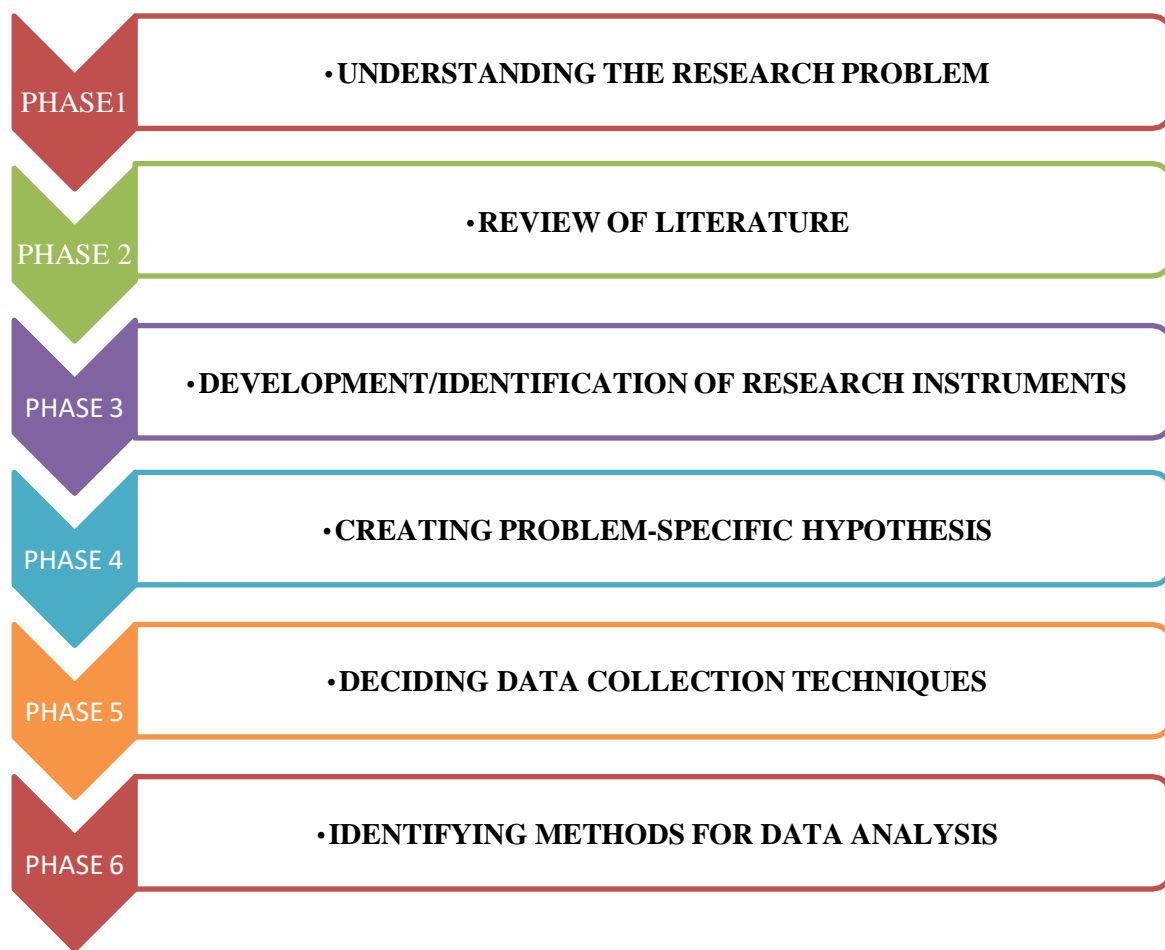 PHASE1
•UNDERSTANDING THE RESEARCH PROBLEM
PHASE 2
•REVIEW OF LITERATURE
PHASE 3
•DEVELOPMENT/IDENTIFICATION OF RESEARCH INSTRUMENTS
PHASE 4
•CREATING PROBLEM-SPECIFIC HYPOTHESIS
PHASE 5
•DECIDING DATA COLLECTION TECHNIQUES
PHASE 6
•IDENTIFYING METHODS FOR DATA ANALYSIS